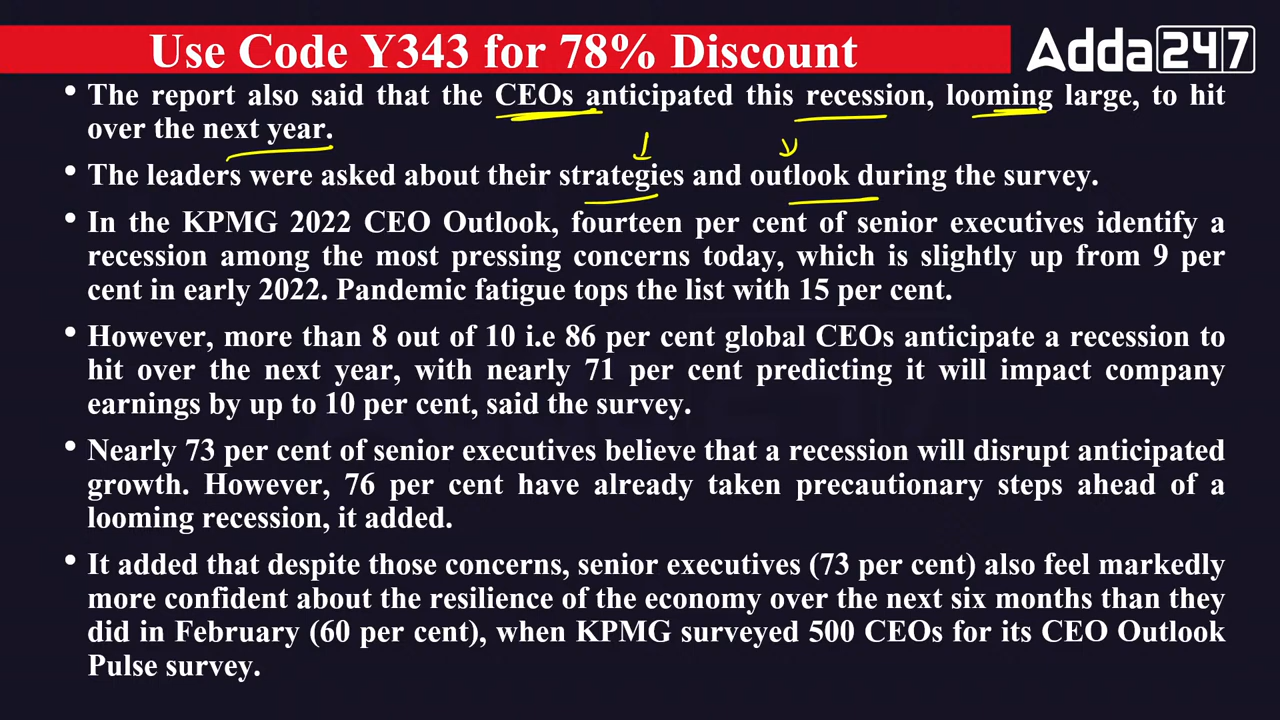 Use Code Y343 for 78% Discount
Adda247
• The report also said that the CEOs anticipated this recession, looming large, to hit
over the next year.
• The leaders were asked about their strategies and outlook during the survey.
• In the KPMG 2022 CEO Outlook, fourteen per cent of senior executives identify a
recession among the most pressing concerns today, which is slightly up from 9 per
cent in early 2022. Pandemic fatigue tops the list with 15 per cent.
• However, more than 8 out of 10 i.e 86 per cent global CEOs anticipate a recession to
hit over the next year, with nearly 71 per cent predicting it will impact company
earnings by up to 10 per cent, said the survey.
• Nearly 73 per cent of senior executives believe that a recession will disrupt anticipated
growth. However, 76 per cent have already taken precautionary steps ahead of a
looming recession, it added.
• It added that despite those concerns, senior executives (73 per cent) also feel markedly
more confident about the resilience of the economy over the next six months than they
did in February (60 per cent), when KPMG surveyed 500 CEOs for its CEO Outlook
Pulse survey.